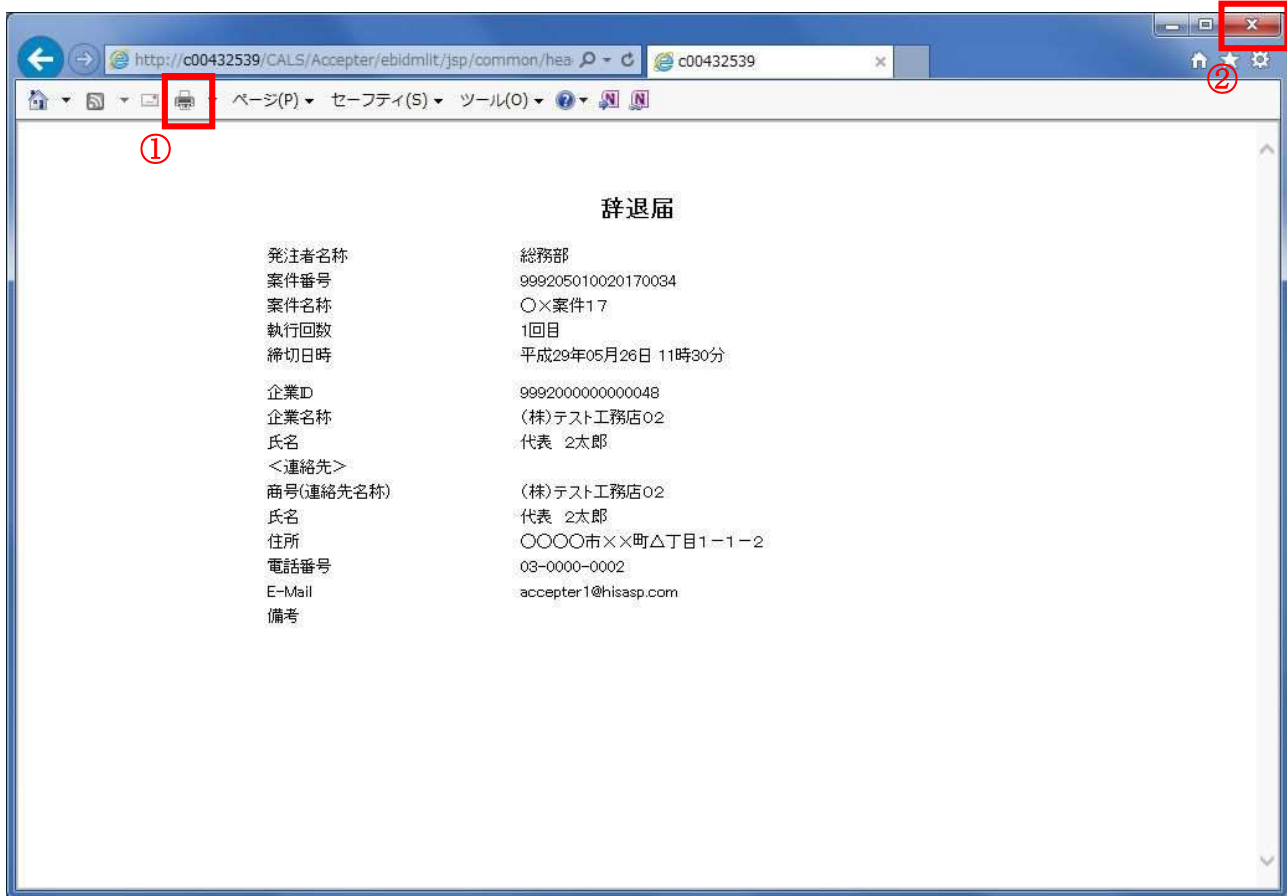 http://c00432539/CALS/Accepter/ebidmlit/jsp/common/hea
c00432539
②
ページ(P) セーフティ(S) ツール(O)
①
辞退届
発注者名称 総務部
案件番号 999205010020170034
案件名称 〇×案件17
執行回数 1回目
締切日時 平成29年05月26日 11時30分
企業ID 9992000000000048
企業名称 (株)テスト工務店02
氏名 代表 2太郎
<連絡先>
商号(連絡先名称) (株)テスト工務店02
氏名 代表 2太郎
住所 〇〇〇〇市××町△丁目1-1-2
電話番号 03-0000-0002
E-Mail accepter1@hisasp.com
備考